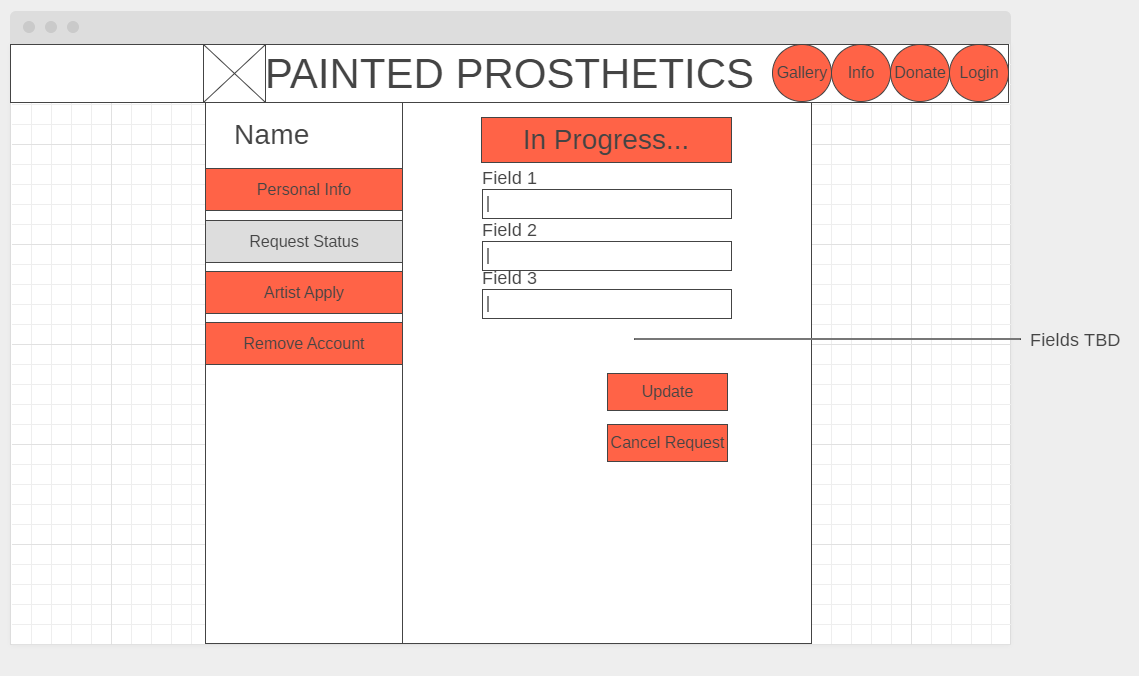 PAINTED PROSTHETICS
Gallery
Info
Donate
Login
Name
Personal Info
Request Status
Artist Apply
Remove Account
In Progress...
Field 1
Field 2
Field 3
Fields TBD
Update
Cancel Request